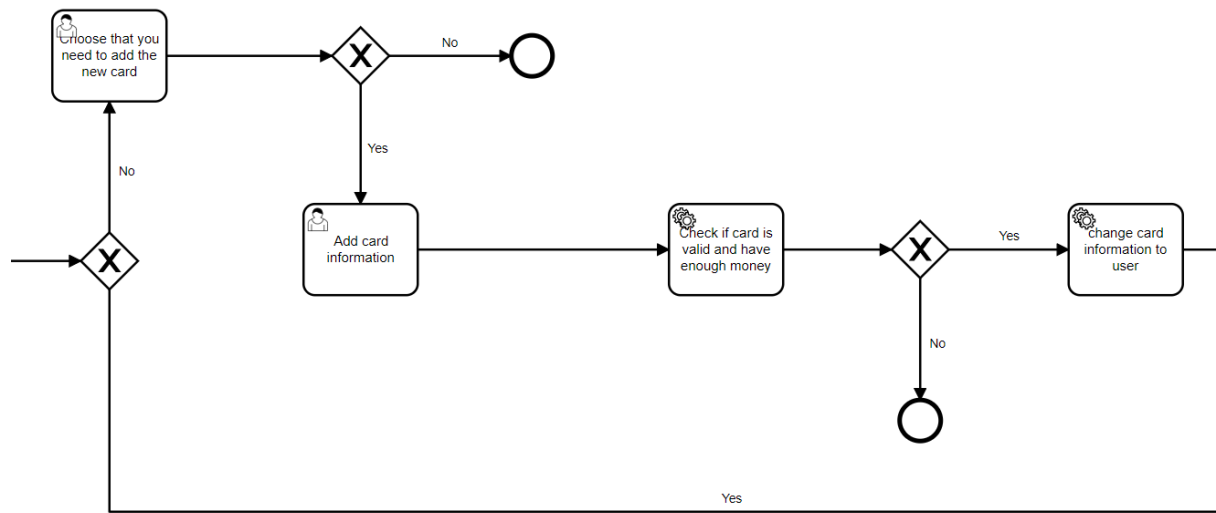 Choose that you
need to add the
new card
No
Yes
No
Add card
information
Check if card is
valid and have
enough money
Yes
change card
information to
user
No
Yes